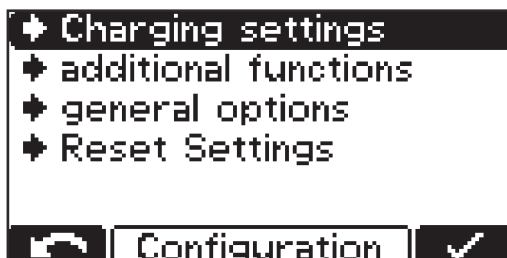 Charging settings
additional functions
general options
Reset Settings
Configuration